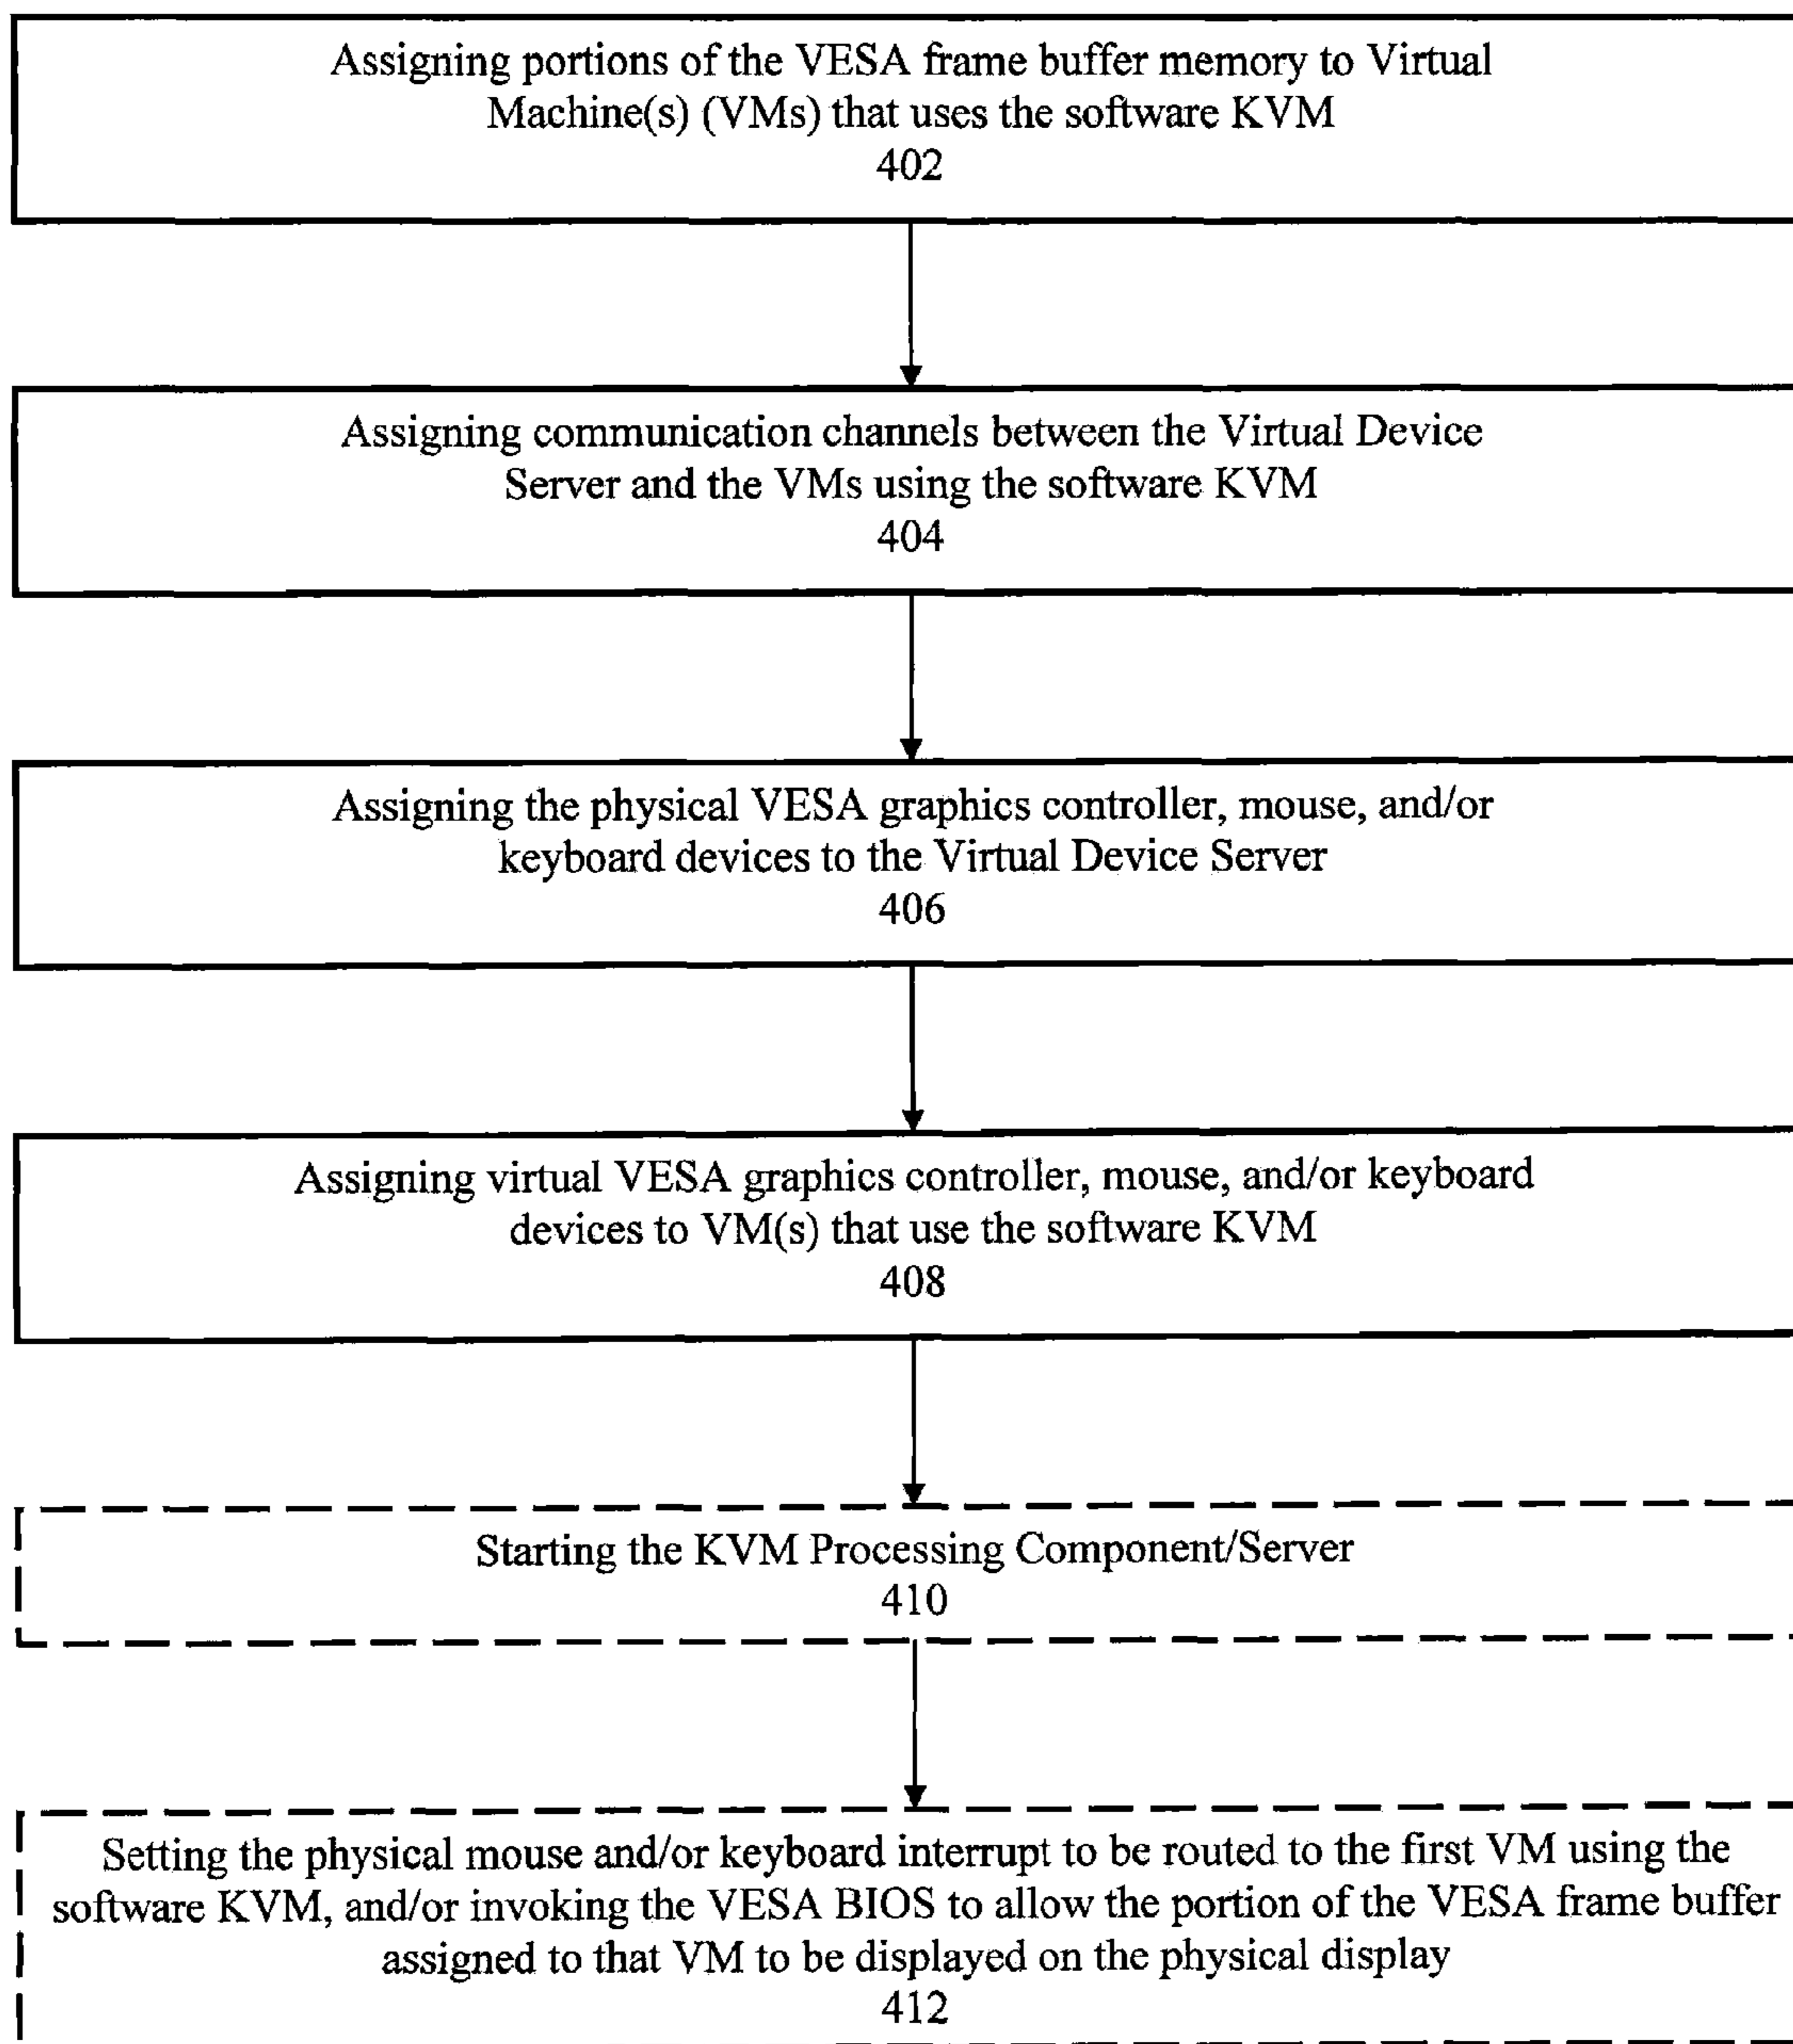 Assigning portions of the VESA frame buffer memory to Virtual
Machine(s) (VMs) that uses the software KVM
402
Assigning communication channels between the Virtual Device
Server and the VMs using the software KVM
404
Assigning the physical VESA graphics controller, mouse, and/or
keyboard devices to the Virtual Device Server
406
Assigning virtual VESA graphics controller, mouse, and/or keyboard
devices to VM(s) that use the software KVM
408
Starting the KVM Processing Component/Server
410
Setting the physical mouse and/or keyboard interrupt to be routed to the first VM using the
software KVM, and/or invoking the VESA BIOS to allow the portion of the VESA frame buffer
assigned to that VM to be displayed on the physical display
412